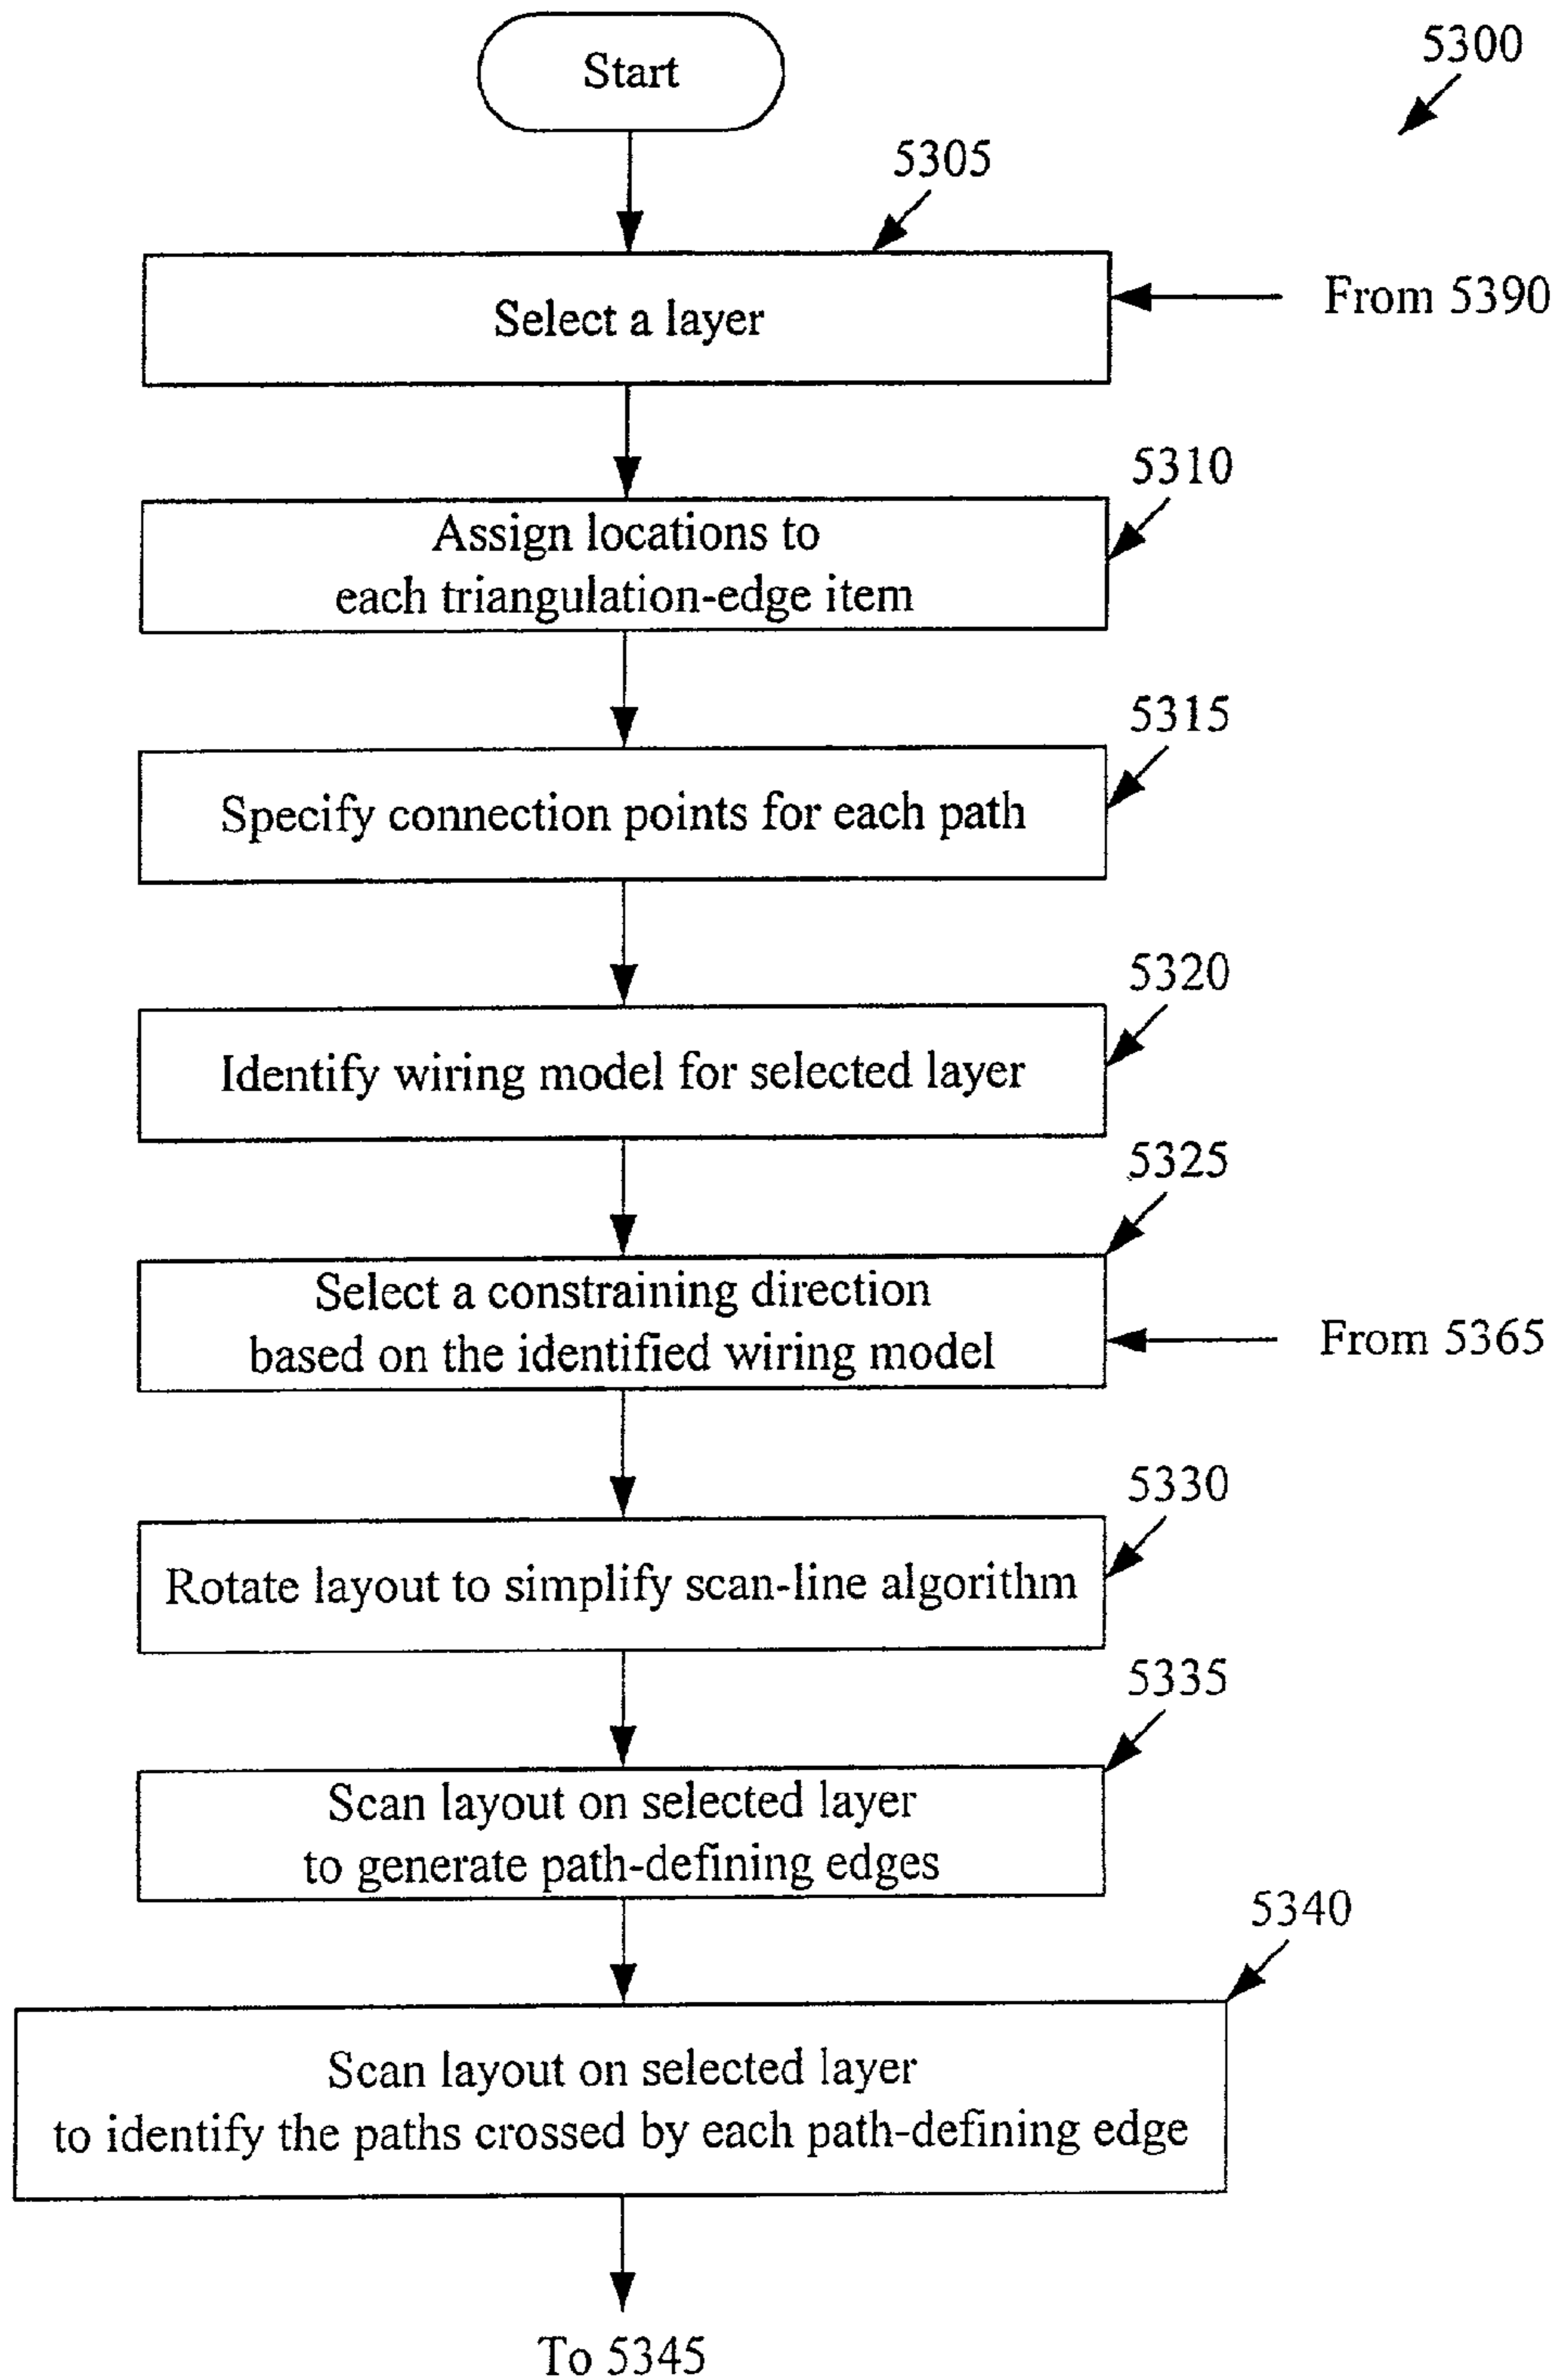 Start
5300
5305
Select a layer
From 5390
5310
Assign locations to
each triangulation-edge item
5315
Specify connection points for each path
5320
Identify wiring model for selected layer
5325
Select a constraining direction
based on the identified wiring model
From 5365
5330
Rotate layout to simplify scan-line algorithm
5335
Scan layout on selected layer
to generate path-defining edges
5340
Scan layout on selected layer
to identify the paths crossed by each path-defining edge
To 5345